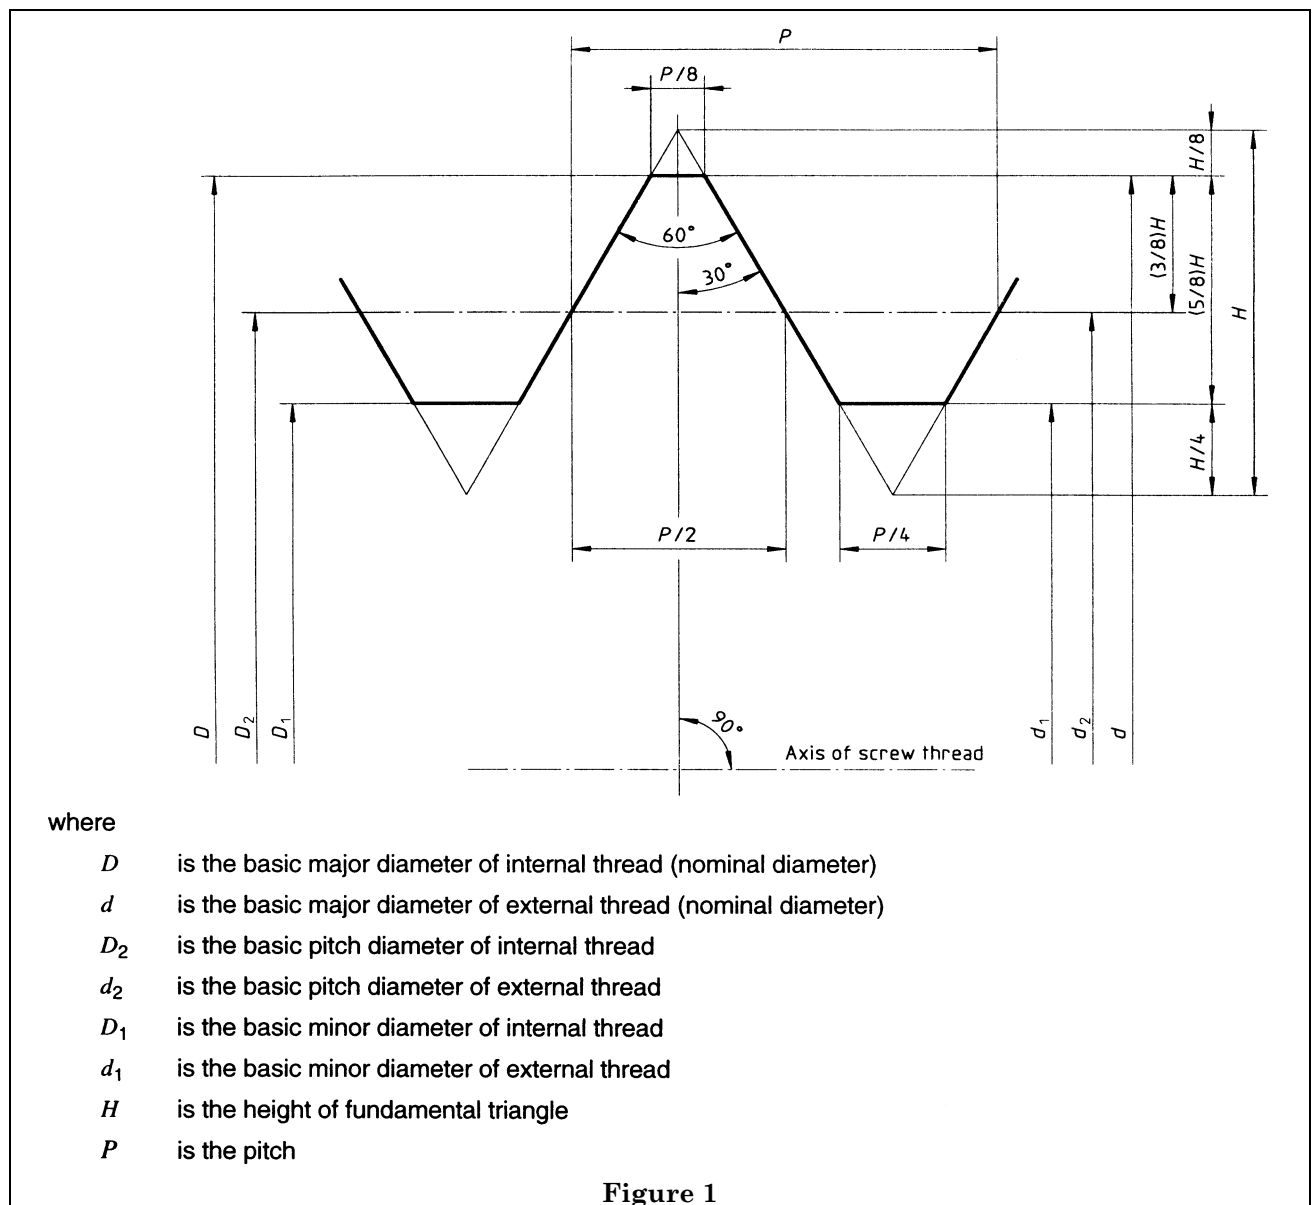 P
P/8
H/8
60°
30°
(3/8)H
(5/8)H
H
H/4
P/2
P/4
D
D2
D1
90°
Axis of screw thread
d1
d2
d
where
D is the basic major diameter of internal thread (nominal diameter)
d is the basic major diameter of external thread (nominal diameter)
D2 is the basic pitch diameter of internal thread
d2 is the basic pitch diameter of external thread
D1 is the basic minor diameter of internal thread
d1 is the basic minor diameter of external thread
H is the height of fundamental triangle
P is the pitch
Figure 1